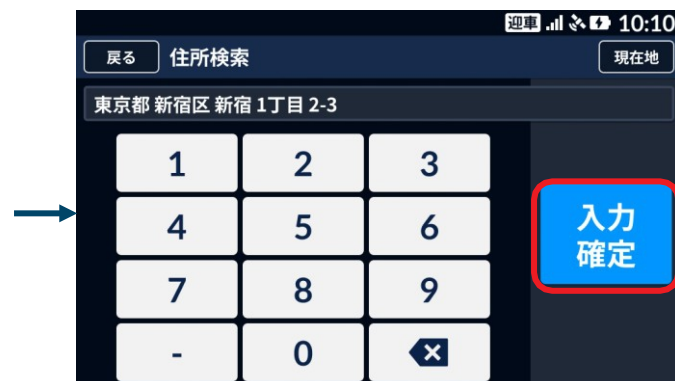 迎車 10:10
戻る 住所検索 現在地
東京都 新宿区 新宿 1丁目 2-3
1 2 3
4 5 6
入力
確定
7 8 9
- 0